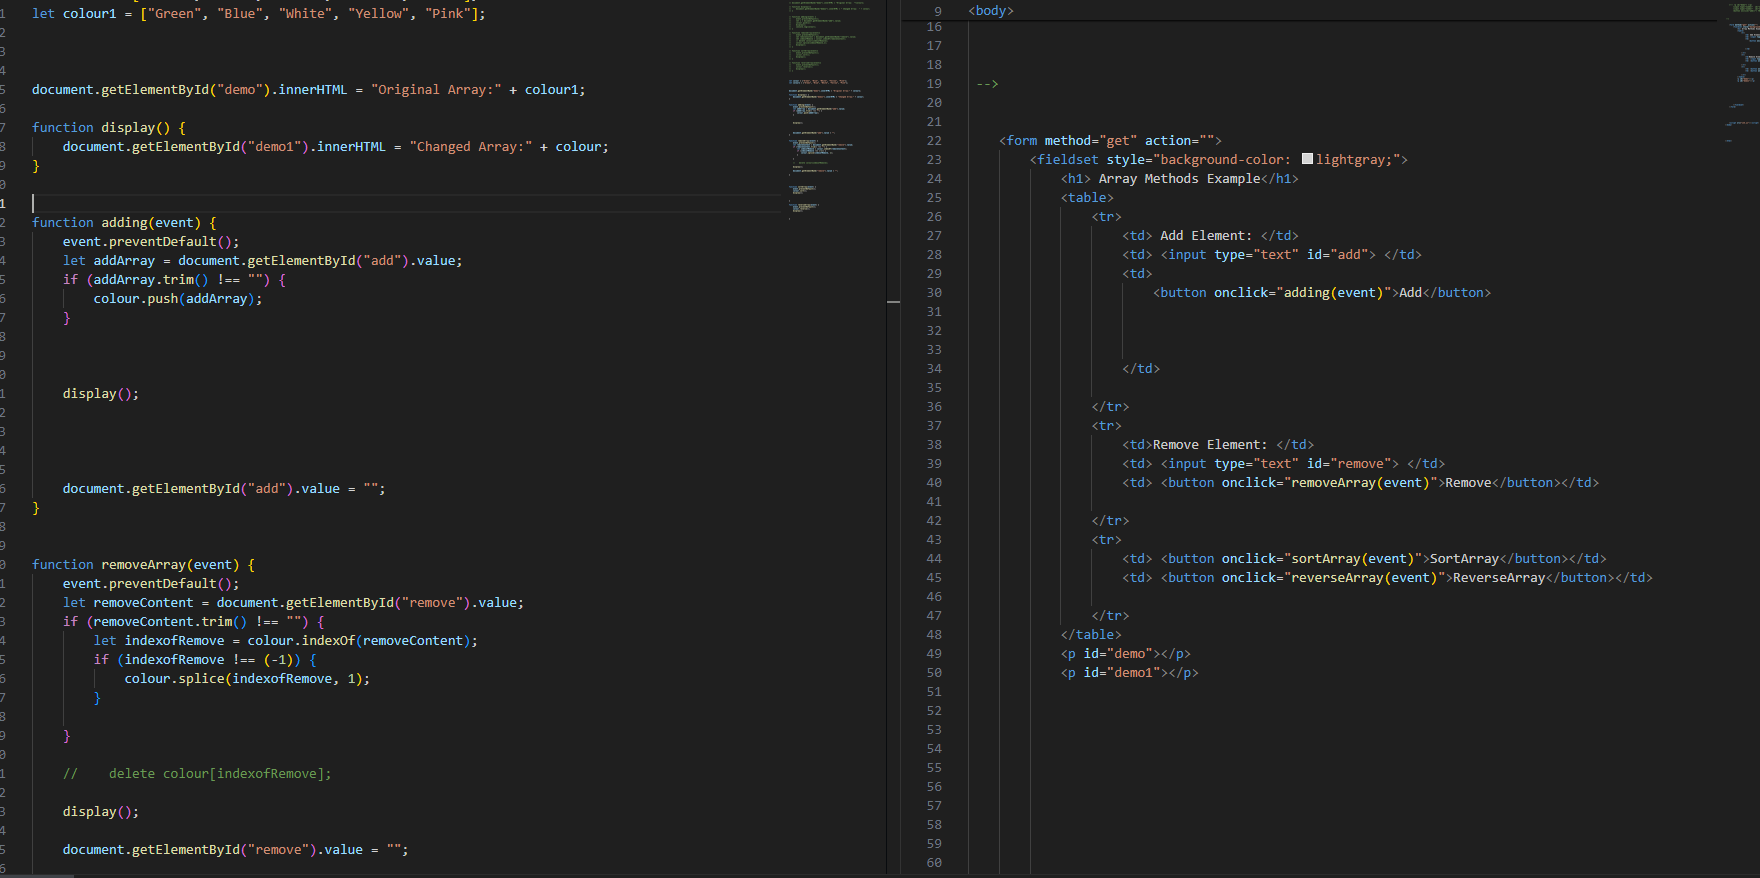 let colour1 = ["Green", "Blue", "White", "Yellow", "Pink"];
document.getElementById("demo").innerHTML = "Original Array:" + colour1;
function display() {
document.getElementById("demo1").innerHTML = "Changed Array:" + colour;
}
function adding(event) {
event.preventDefault();
let addArray = document.getElementById("add").value;
if (addArray.trim() !== "") {
colour.push(addArray);
}
display();
document.getElementById("add").value = "";
}
function removeArray(event) {
event.preventDefault();
let removeContent = document.getElementById("remove").value;
if (removeContent.trim() !== "") {
let indexofRemove = colour.indexOf(removeContent);
if (indexofRemove !== (-1)) {
colour.splice(indexofRemove, 1);
}
}
//    delete colour[indexofRemove];
display();
document.getElementById("remove").value = "";
9 <body>
16
17
18
19 -->
20
21
22 <form method="get" action="">
23 <fieldset style="background-color: lightgray;">
24 <h1> Array Methods Example</h1>
25 <table>
26 <tr>
27 <td> Add Element: </td>
28 <td> <input type="text" id="add"> </td>
29 <td>
30 <button onclick="adding(event)">Add</button>
31
32
33
34 </td>
35
36 </tr>
37 <tr>
38 <td>Remove Element: </td>
39 <td> <input type="text" id="remove"> </td>
40 <td> <button onclick="removeArray(event)">Remove</button></td>
41
42 </tr>
43 <tr>
44 <td> <button onclick="sortArray(event)">SortArray</button></td>
45 <td> <button onclick="reverseArray(event)">ReverseArray</button></td>
46
47 </tr>
48 </table>
49 <p id="demo"></p>
50 <p id="demo1"></p>
51
52
53
54
55
56
57
58
59
60